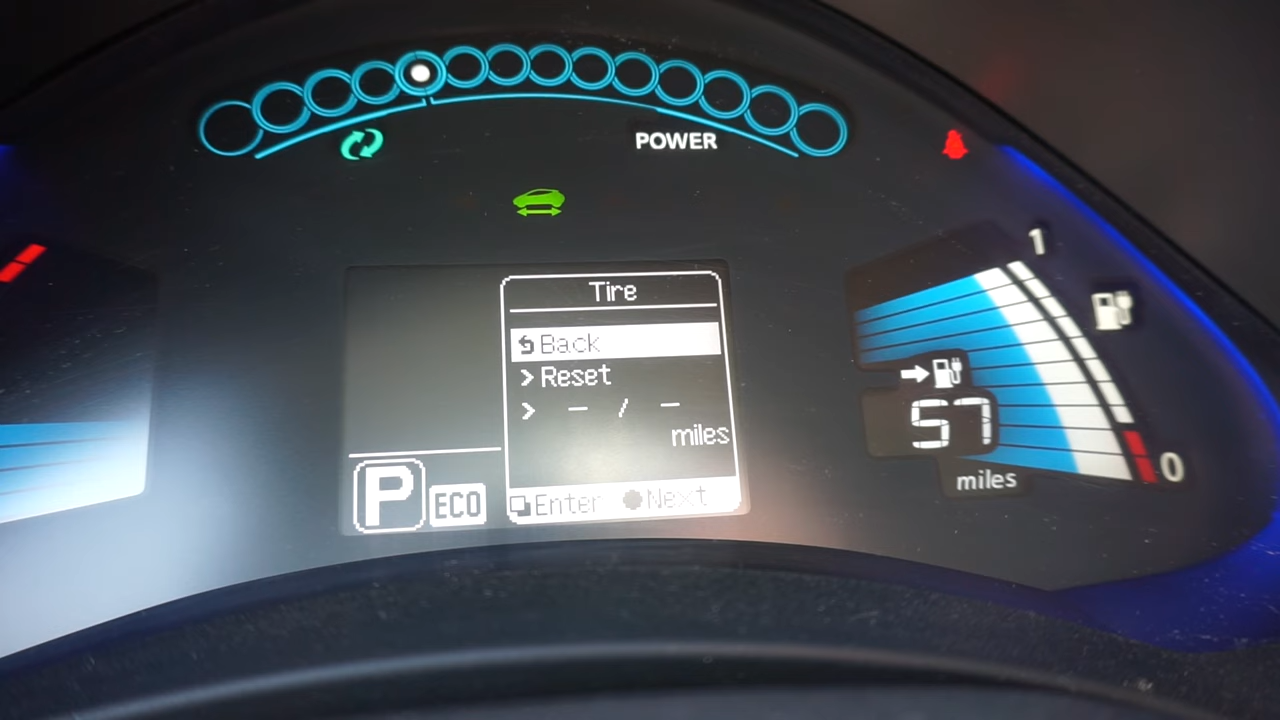 POWER
1
Tire
Back
Reset
- / -
miles
57
0
miles
P
ECO
Enter
Next